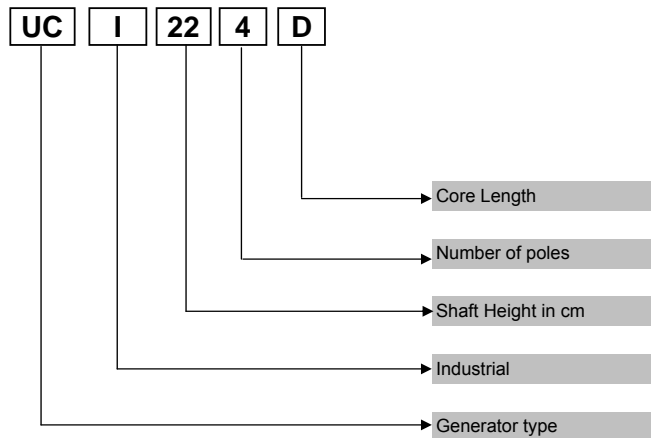 UC I 22 4 D
Core Length
Number of poles
Shaft Height in cm
Industrial
Generator type